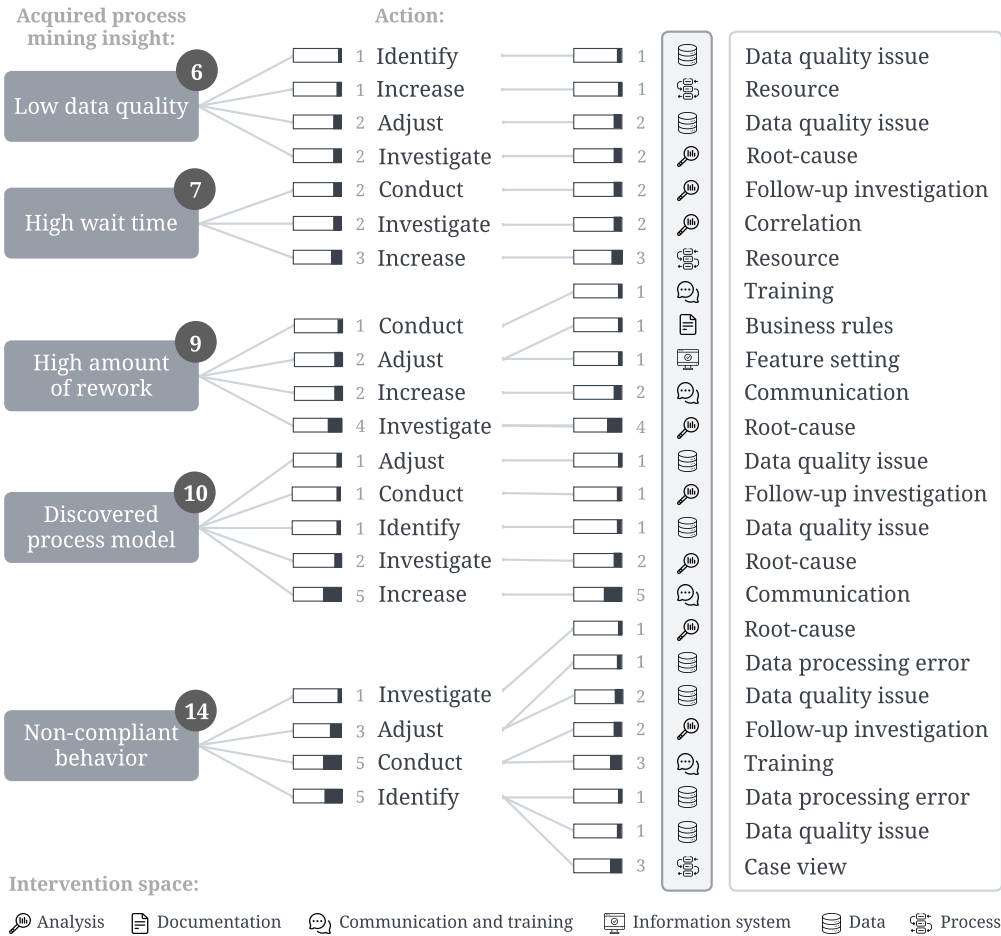 Acquired process
mining insight:
Action:
6
Low data quality
1 Identify 1 Data quality issue
1 Increase 1 Resource
2 Adjust 2 Data quality issue
2 Investigate 2 Root-cause
7
High wait time
2 Conduct 2 Follow-up investigation
2 Investigate 2 Correlation
3 Increase 3 Resource
9
High amount
of rework
1 Training
1 Conduct 1 Business rules
2 Adjust 1 Feature setting
2 Increase 2 Communication
4 Investigate 4 Root-cause
10
Discovered
process model
1 Adjust 1 Data quality issue
1 Conduct 1 Follow-up investigation
1 Identify 1 Data quality issue
2 Investigate 2 Root-cause
5 Increase 5 Communication
14
Non-compliant
behavior
1 Root-cause
1 Data processing error
1 Investigate 2 Data quality issue
3 Adjust 2 Follow-up investigation
5 Conduct 3 Training
5 Identify 1 Data processing error
1 Data quality issue
3 Case view
Intervention space:
Analysis Documentation Communication and training Information system Data Process